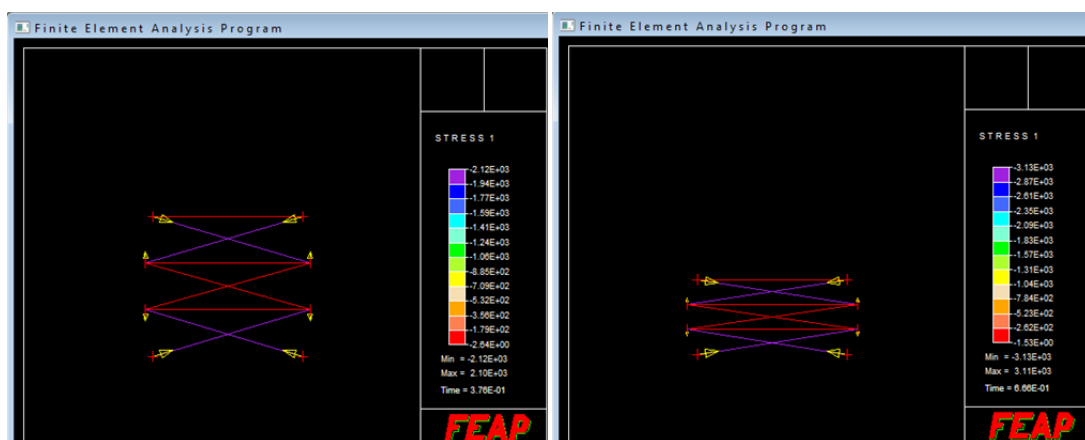 Finite Element Analysis Program
STRESS 1
-2.12E+03
-1.94E+03
-1.77E+03
-1.59E+03
-1.41E+03
-1.24E+03
-1.06E+03
-8.85E+02
-7.09E+02
-5.32E+02
-3.56E+02
-1.79E+02
-2.64E+00
Min = -2.12E+03
Max = 2.10E+03
Time = 3.76E-01
FEAP
Finite Element Analysis Program
STRESS 1
-3.13E+03
-2.87E+03
-2.61E+03
-2.35E+03
-2.09E+03
-1.83E+03
-1.57E+03
-1.31E+03
-1.04E+03
-7.84E+02
-5.23E+02
-2.62E+02
-1.53E+00
Min = -3.13E+03
Max = 3.11E+03
Time = 6.66E-01
FEAP